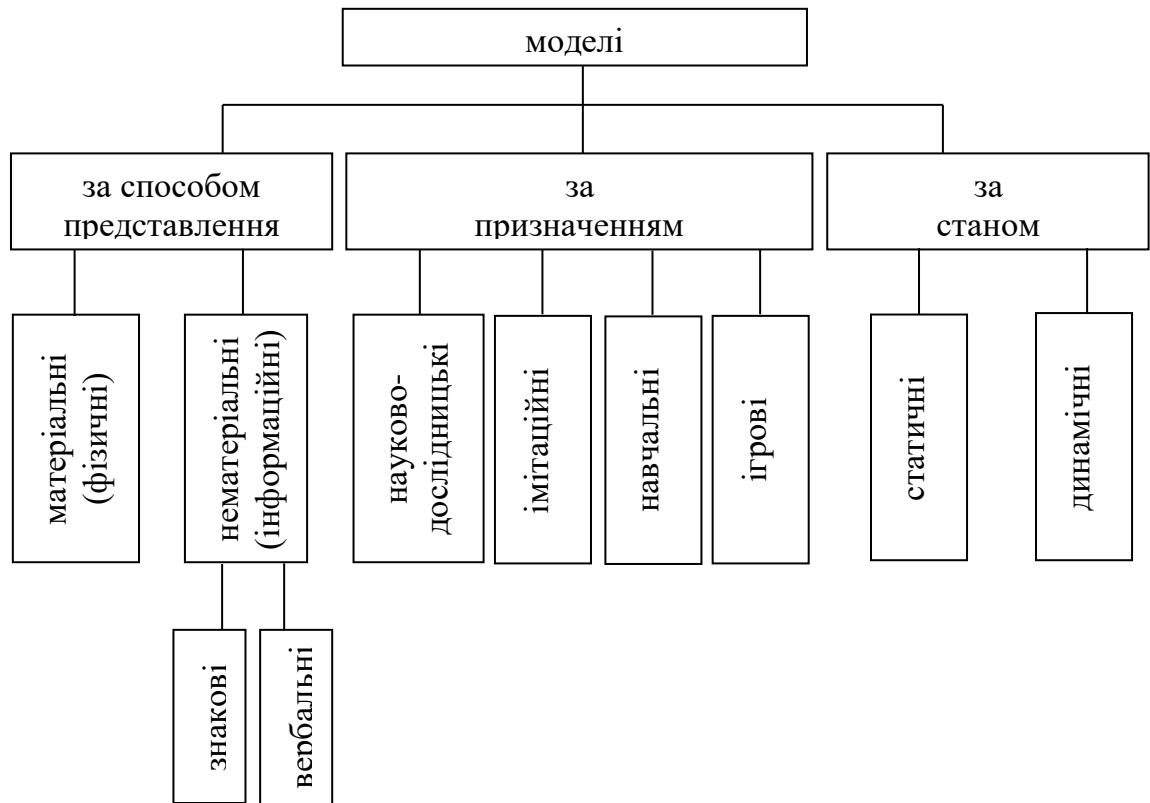 моделі
за способом
представлення
за
призначенням
за
станом
матеріальні
(фізичні)
нематеріальні
(інформаційні)
науково-
дослідницькі
імітаційні
навчальні
ігрові
статичні
динамічні
знакові
вербальні